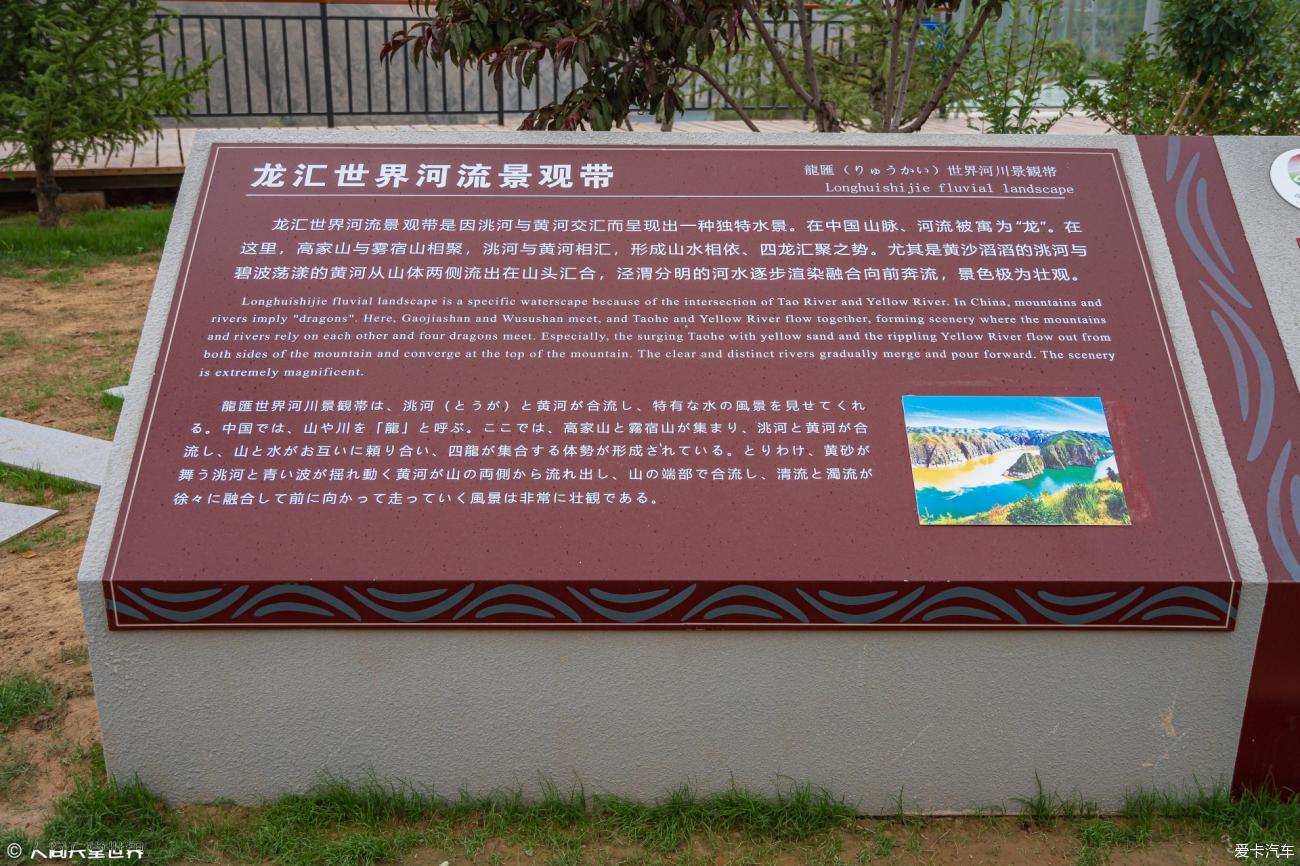 龙汇世界河流景观带
龍匯（りゅうかい）世界河川景観帯
Longhuishijie fluvial landscape
龙汇世界河流景观带是因洮河与黄河交汇而呈现出一种独特水景。在中国山脉、河流被寓为“龙”。在
这里，高家山与雾宿山相聚，洮河与黄河相汇，形成山水相依、四龙汇聚之势。尤其是黄沙滔滔的洮河与
碧波荡漾的黄河从山体两侧流出在山头汇合，泾渭分明的河水逐步渲染融合向前奔流，景色极为壮观。
Longhuishijie fluvial landscape is a specific waterscape because of the intersection of Tao River and Yellow River. In China, mountains and
rivers imply "dragons". Here, Gaojiashan and Wusushan meet, and Taohe and Yellow River flow together, forming scenery where the mountains
and rivers rely on each other and four dragons meet. Especially, the surging Taohe with yellow sand and the rippling Yellow River flow out from
both sides of the mountain and converge at the top of the mountain. The clear and distinct rivers gradually merge and pour forward. The scenery
is extremely magnificent.
龍匯世界河川景観帯は、洮河（とうが）と黄河が合流し、特有な水の風景を見せてくれ
る。中国では、山や川を「龍」と呼ぶ。ここでは、高家山と霧宿山が集まり、洮河と黄河が合
流し、山と水がお互いに頼り合い、四龍が集合する体勢が形成されている。とりわけ、黄砂が
舞う洮河と青い波が揺れ動く黄河が山の両側から流れ出し、山の端部で合流し、清流と濁流が
徐々に融合して前に向かって走っていく風景は非常に壮観である。
© 人间大堂世界
爱卡汽车